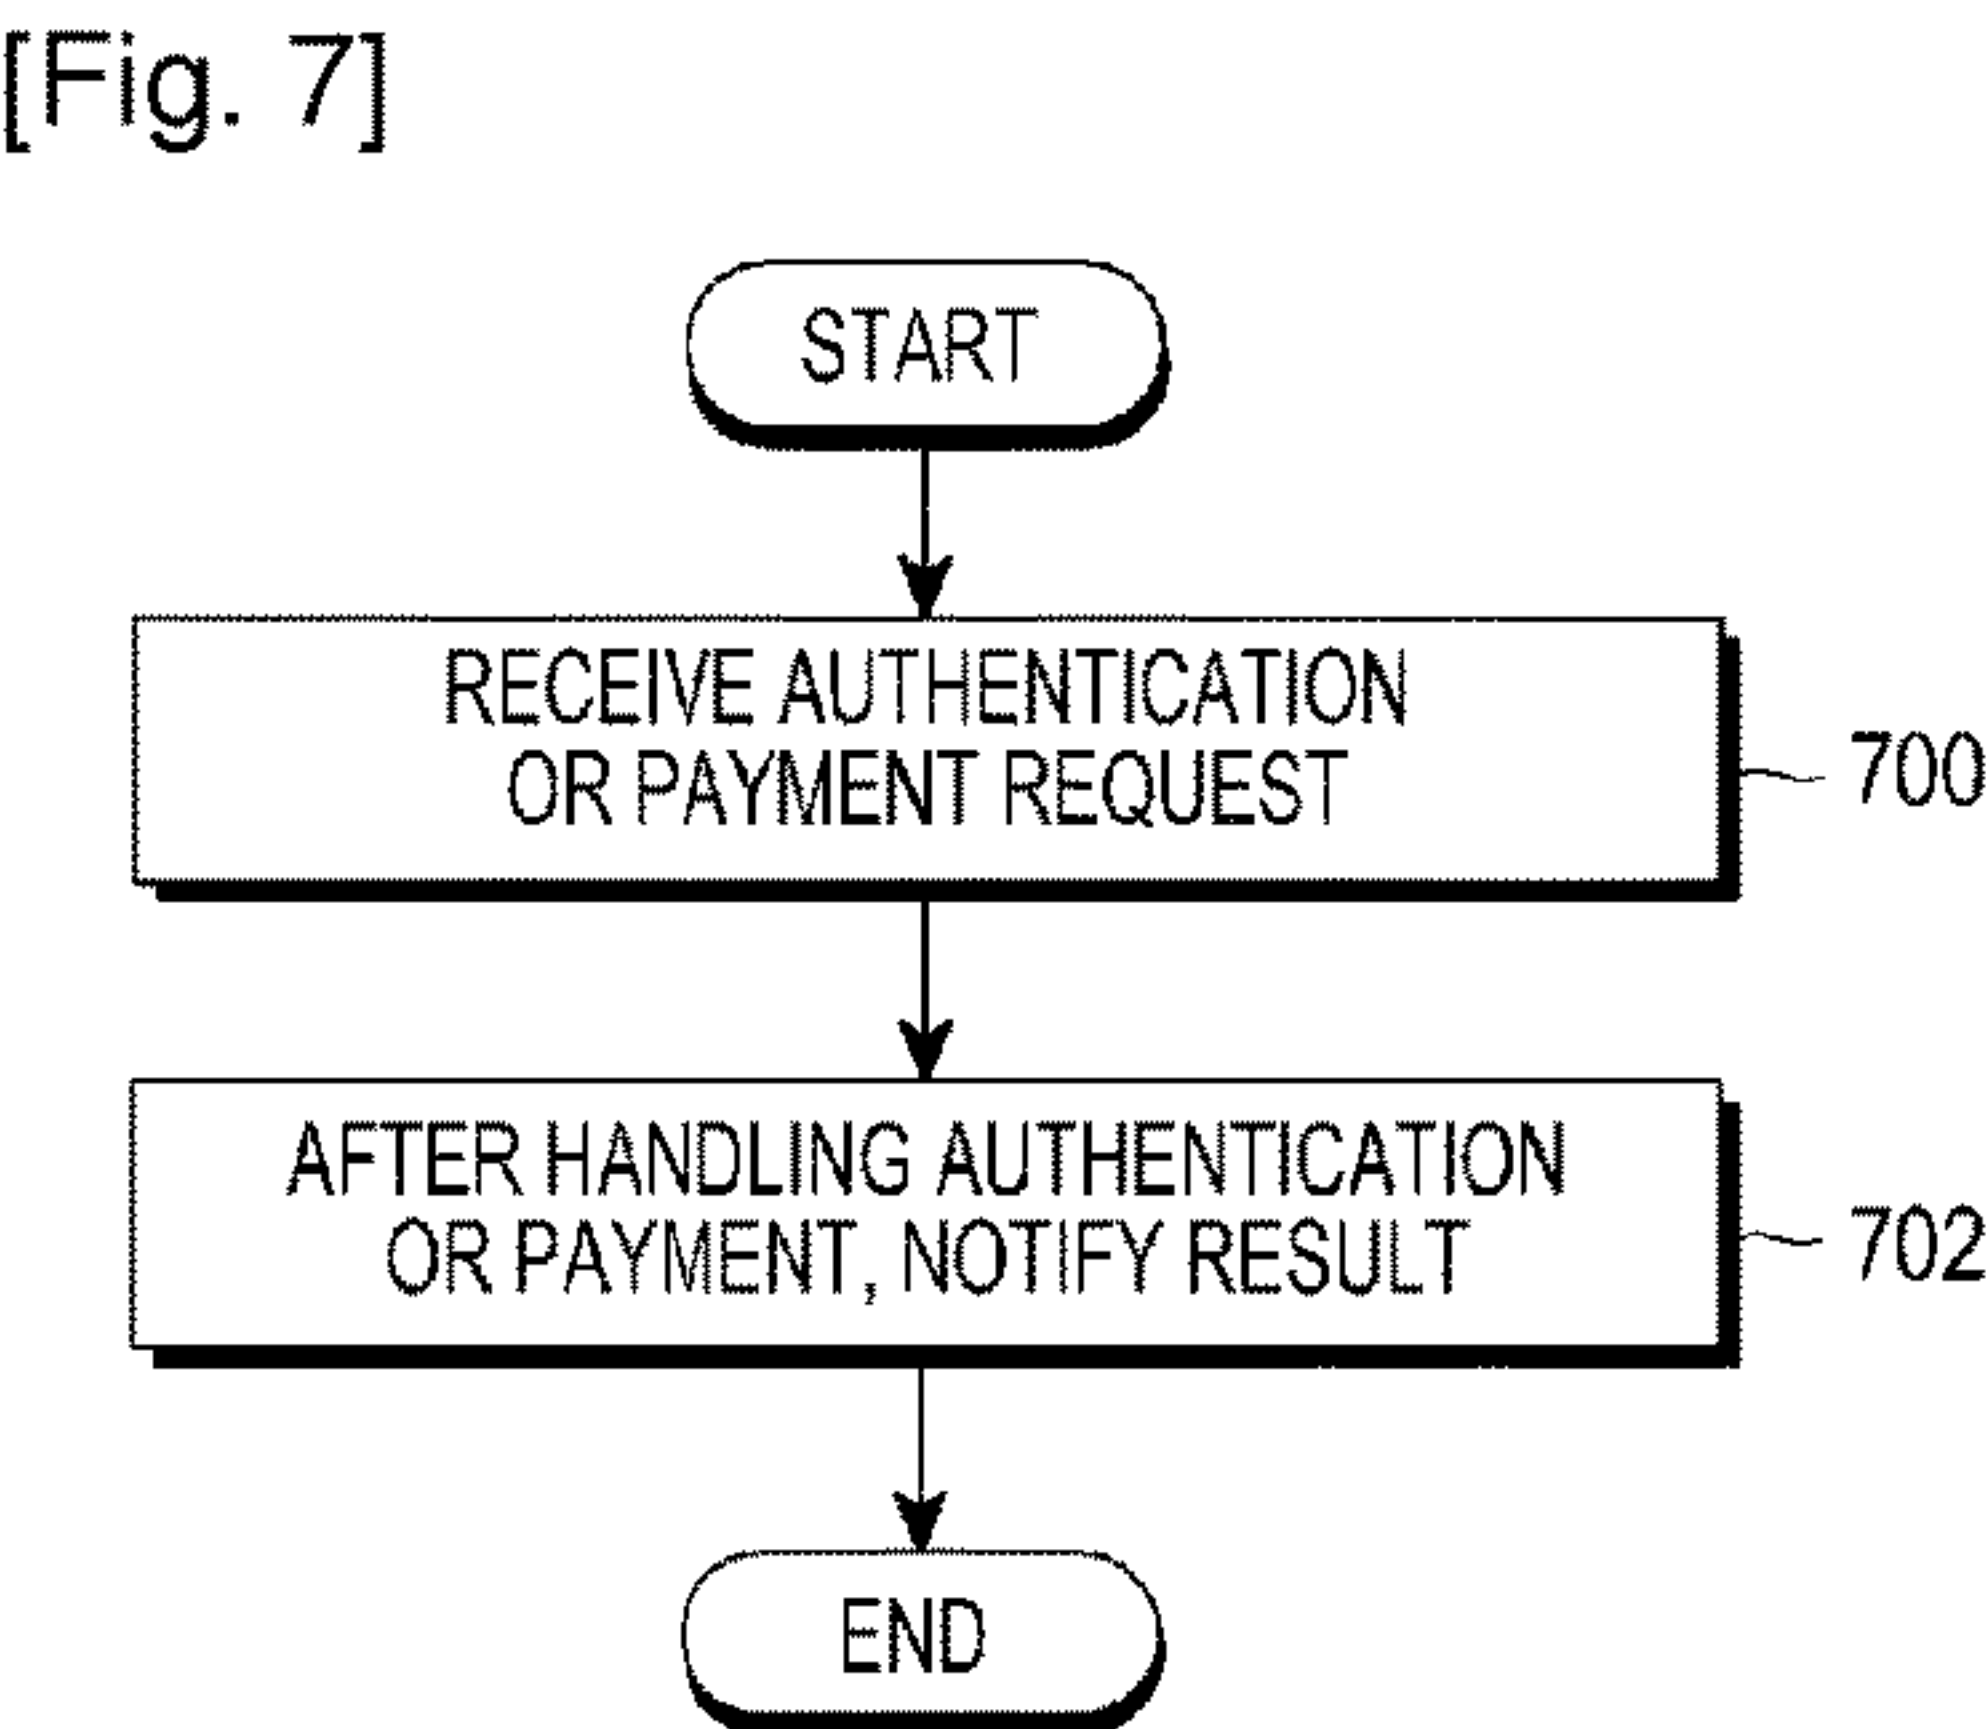 [Fig. 7]
START
RECEIVE AUTHENTICATION
OR PAYMENT REQUEST
700
AFTER HANDLING AUTHENTICATION
OR PAYMENT, NOTIFY RESULT
702
END